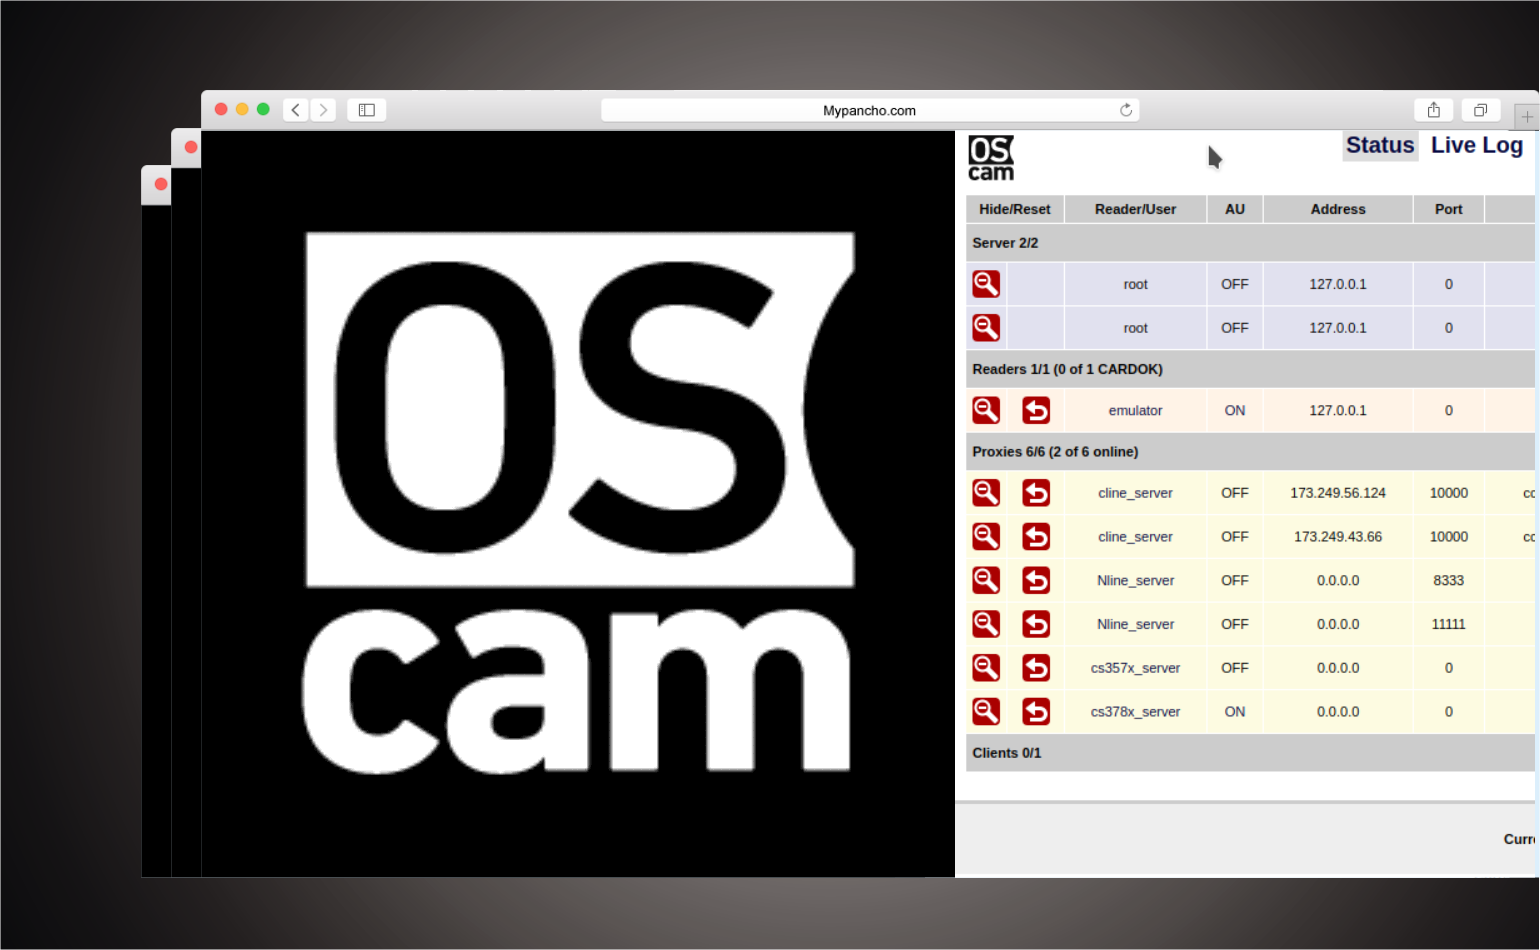 Mypancho.com
OS
cam
OS
cam
Status Live Log
Hide/Reset Reader/User AU Address Port
Server 2/2
root OFF 127.0.0.1 0
root OFF 127.0.0.1 0
Readers 1/1 (0 of 1 CARDOK)
emulator ON 127.0.0.1 0
Proxies 6/6 (2 of 6 online)
cline_server OFF 173.249.56.124 10000 cc
cline_server OFF 173.249.43.66 10000 cc
Nline_server OFF 0.0.0.0 8333
Nline_server OFF 0.0.0.0 11111
cs357x_server OFF 0.0.0.0 0
cs378x_server ON 0.0.0.0 0
Clients 0/1
Curr